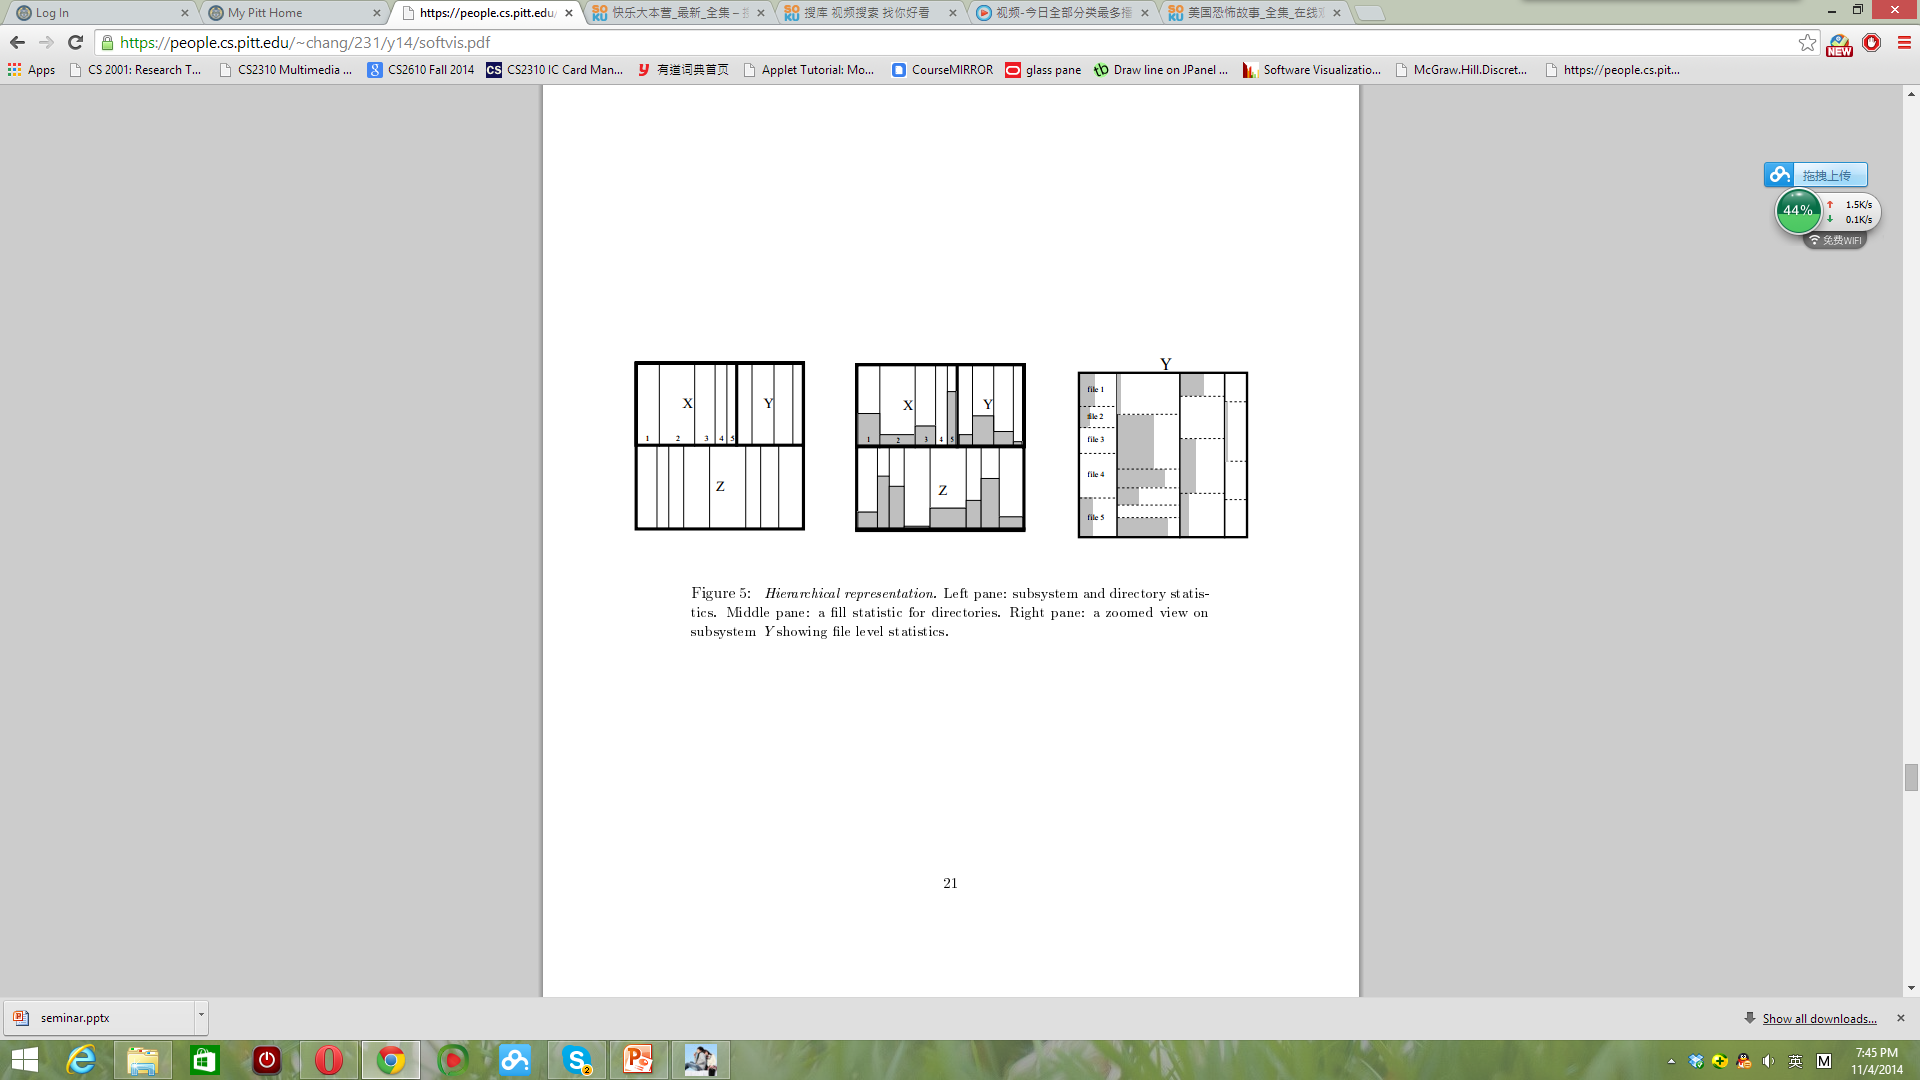 Log In
My Pitt Home
https://people.cs.pitt.edu/
快乐大本营_最新_全集 –
搜库 视频搜索 找你好看
视频-今日全部分类最多播
美国恐怖故事_全集_在线
https://people.cs.pitt.edu/~chang/231/y14/softvis.pdf
NEW
Apps
CS 2001: Research T...
CS2310 Multimedia ...
CS2610 Fall 2014
CS CS2310 IC Card Man...
有道词典首页
Applet Tutorial: Mo...
CourseMIRROR
glass pane
Draw line on JPanel ...
Software Visualizatio...
McGraw.Hill.Discret...
https://people.cs.pit...
拖拽上传
44%
1.5K/s
0.1K/s
免费WIFI
X
Y
1 2 3 4 5
Z
X
Y
1 2 3 4 5
Z
Y
file 1
file 2
file 3
file 4
file 5
Figure 5: Hierarchical representation. Left pane: subsystem and directory statis-
tics. Middle pane: a fill statistic for directories. Right pane: a zoomed view on
subsystem Y showing file level statistics.
21
seminar.pptx
Show all downloads...
英
M
7:45 PM
11/4/2014